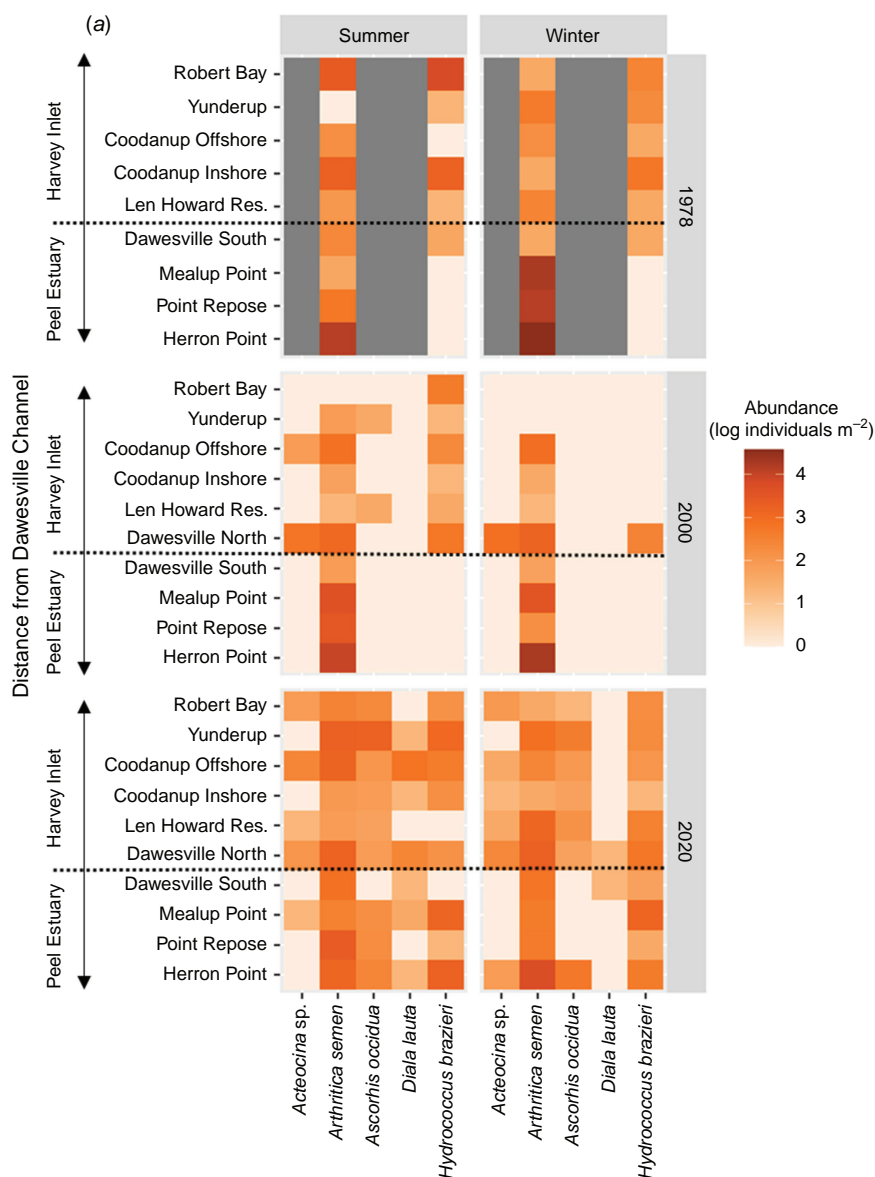 (a)
Summer
Winter
Distance from Dawesville Channel
Harvey Inlet
Peel Estuary
Robert Bay
Yunderup
Coodanup Offshore
Coodanup Inshore
Len Howard Res.
Dawesville South
Mealup Point
Point Repose
Herron Point
1978
Harvey Inlet
Peel Estuary
Robert Bay
Yunderup
Coodanup Offshore
Coodanup Inshore
Len Howard Res.
Dawesville North
Dawesville South
Mealup Point
Point Repose
Herron Point
2000
Harvey Inlet
Peel Estuary
Robert Bay
Yunderup
Coodanup Offshore
Coodanup Inshore
Len Howard Res.
Dawesville North
Dawesville South
Mealup Point
Point Repose
Herron Point
2020
Acteocina sp.
Arthritica semen
Ascorhis occidua
Diala lauta
Hydrococcus brazieri
Acteocina sp.
Arthritica semen
Ascorhis occidua
Diala lauta
Hydrococcus brazieri
Abundance
(log individuals m⁻²)
4
3
2
1
0